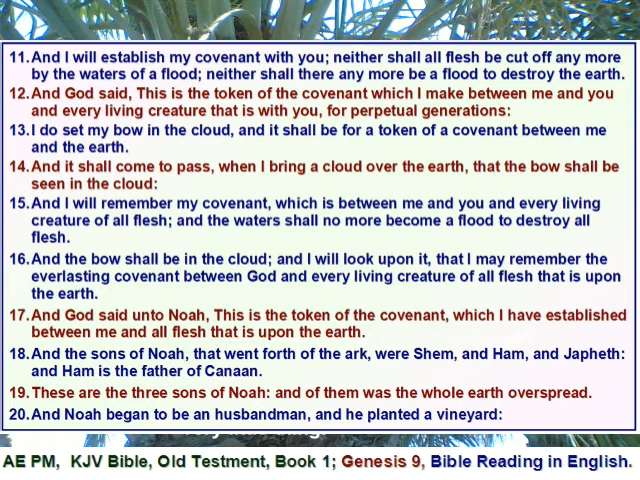 11. And I will establish my covenant with you; neither shall all flesh be cut off any more
by the waters of a flood; neither shall there any more be a flood to destroy the earth.
12. And God said, This is the token of the covenant which I make between me and you
and every living creature that is with you, for perpetual generations:
13. I do set my bow in the cloud, and it shall be for a token of a covenant between me
and the earth.
14. And it shall come to pass, when I bring a cloud over the earth, that the bow shall be
seen in the cloud:
15. And I will remember my covenant, which is between me and you and every living
creature of all flesh; and the waters shall no more become a flood to destroy all
flesh.
16. And the bow shall be in the cloud; and I will look upon it, that I may remember the
everlasting covenant between God and every living creature of all flesh that is upon
the earth.
17. And God said unto Noah, This is the token of the covenant, which I have established
between me and all flesh that is upon the earth.
18. And the sons of Noah, that went forth of the ark, were Shem, and Ham, and Japheth:
and Ham is the father of Canaan.
19. These are the three sons of Noah: and of them was the whole earth overspread.
20. And Noah began to be an husbandman, and he planted a vineyard:
AE PM, KJV Bible, Old Testment, Book 1; Genesis 9, Bible Reading in English.